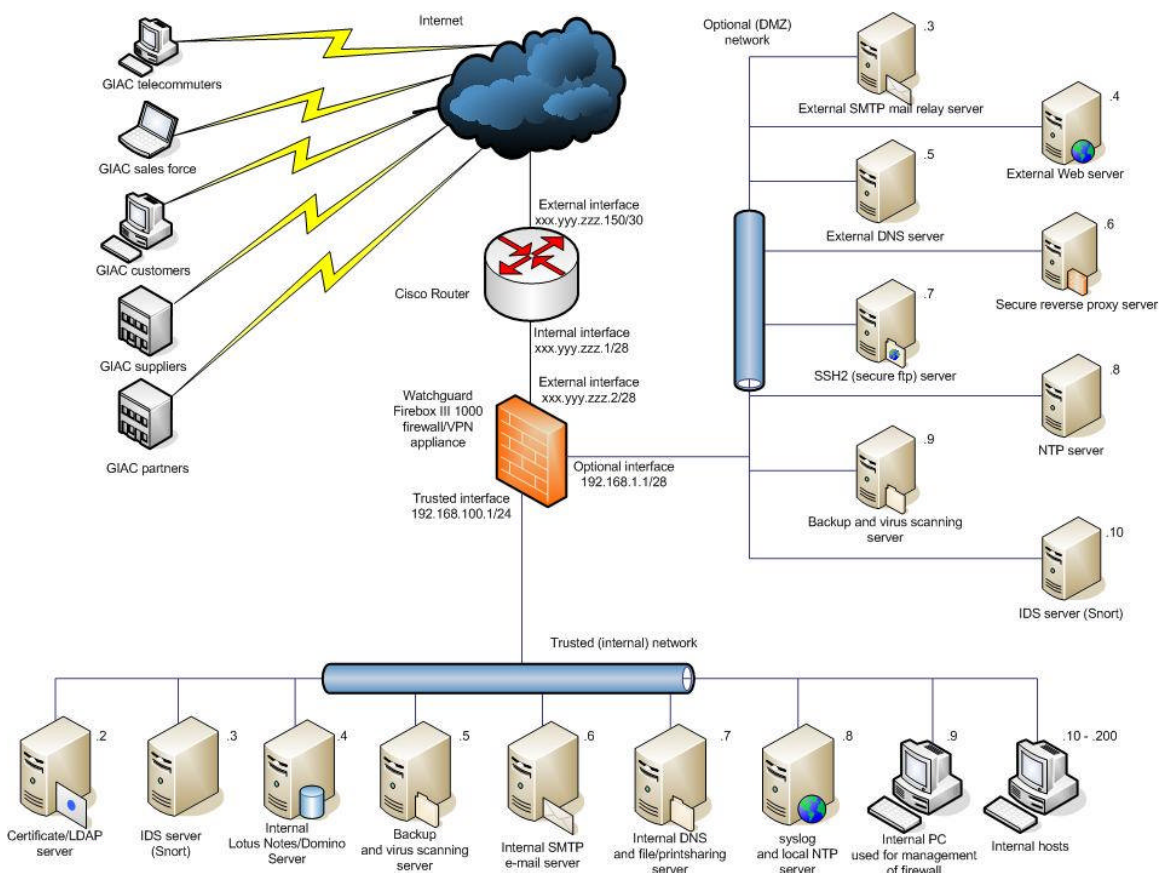 Internet
Optional (DMZ)
network
.3
External SMTP mail relay server
.4
External Web server
.5
External DNS server
.6
Secure reverse proxy server
.7
SSH2 (secure ftp) server
.8
NTP server
.9
Backup and virus scanning
server
.10
IDS server (Snort)
GIAC telecommuters
GIAC sales force
GIAC customers
GIAC suppliers
GIAC partners
External interface
xxx.yyy.zzz.150/30
Cisco Router
Internal interface
xxx.yyy.zzz.1/28
External interface
xxx.yyy.zzz.2/28
Watchguard
Firebox III 1000
firewall/VPN
appliance
Optional interface
192.168.1.1/28
Trusted interface
192.168.100.1/24
Trusted (internal) network
.2
Certificate/LDAP
server
.3
IDS server
(Snort)
.4
Internal
Lotus Notes/Domino
Server
.5
Backup
and virus scanning
server
.6
Internal SMTP
e-mail server
.7
Internal DNS
and file/printsharing
server
.8
syslog
and local NTP
server
.9
Internal PC
used for management
of firewall
.10 - .200
Internal hosts